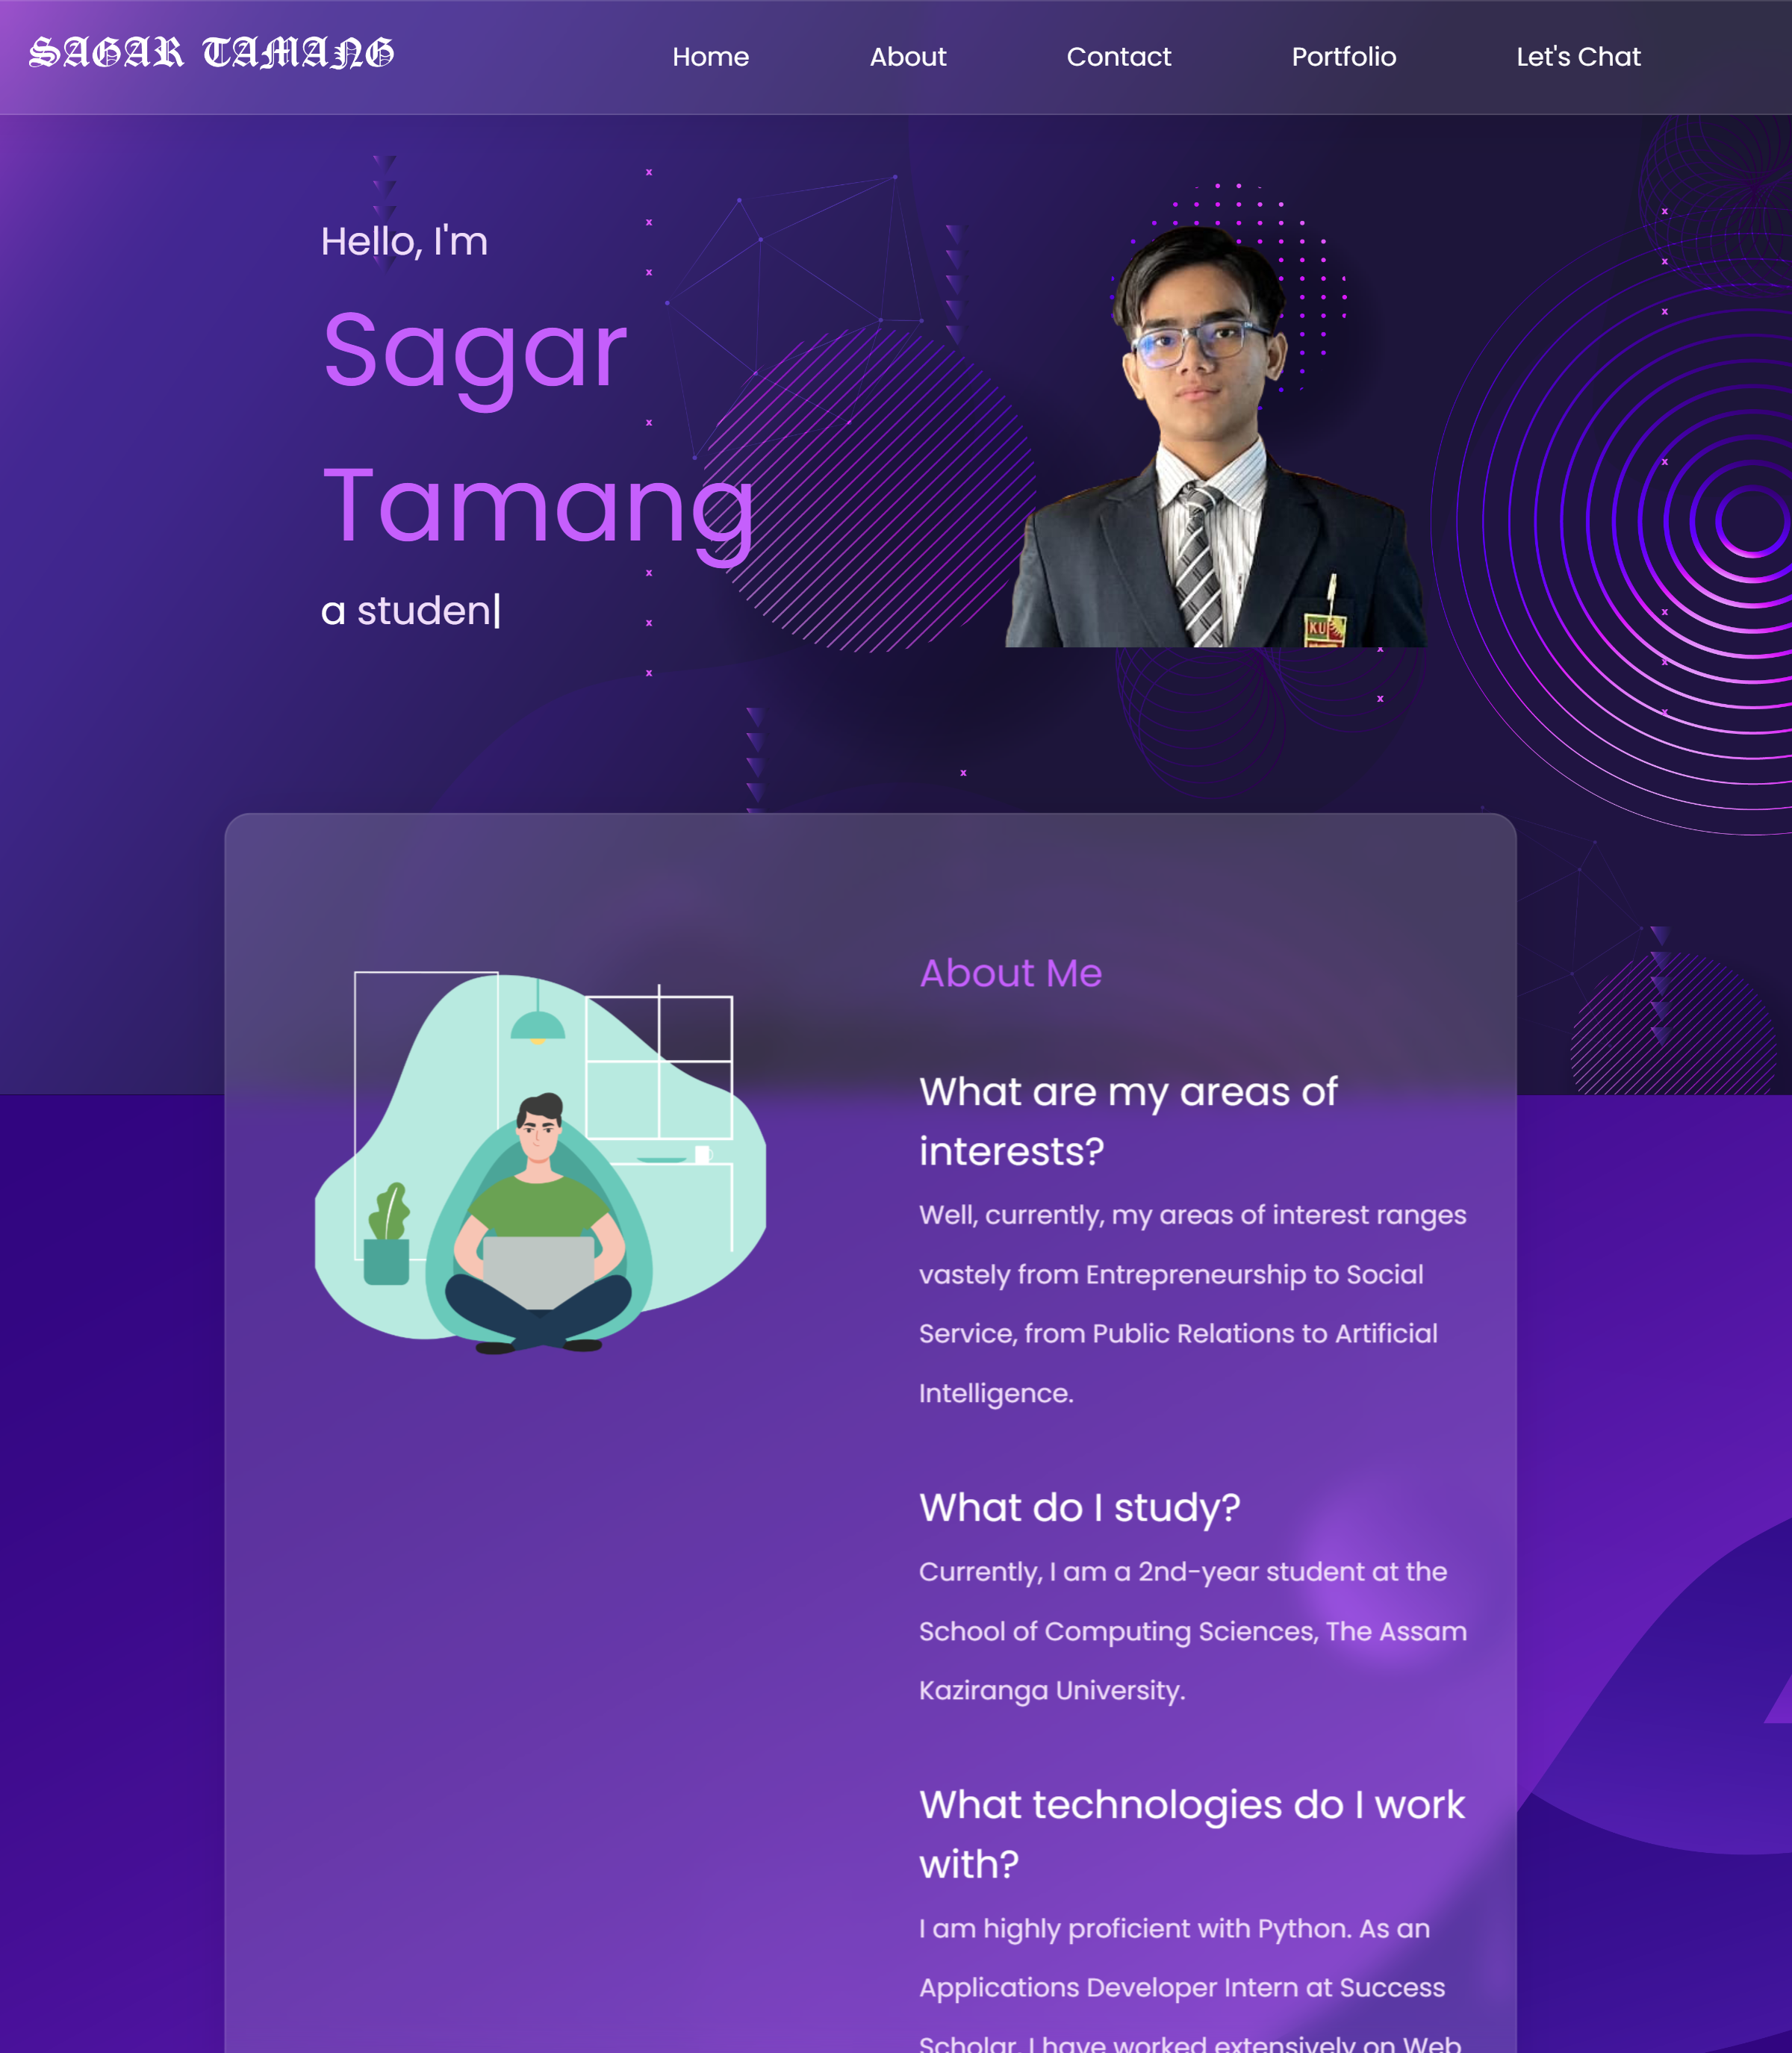 SAGAR TAMANG
Home About Contact Portfolio Let's Chat
Hello, I'm
Sagar
Tamang
a studen|
KU
About Me
What are my areas of
interests?
Well, currently, my areas of interest ranges
vastely from Entrepreneurship to Social
Service, from Public Relations to Artificial
Intelligence.
What do I study?
Currently, I am a 2nd-year student at the
School of Computing Sciences, The Assam
Kaziranga University.
What technologies do I work
with?
I am highly proficient with Python. As an
Applications Developer Intern at Success
Scholar, I have worked extensively on Web